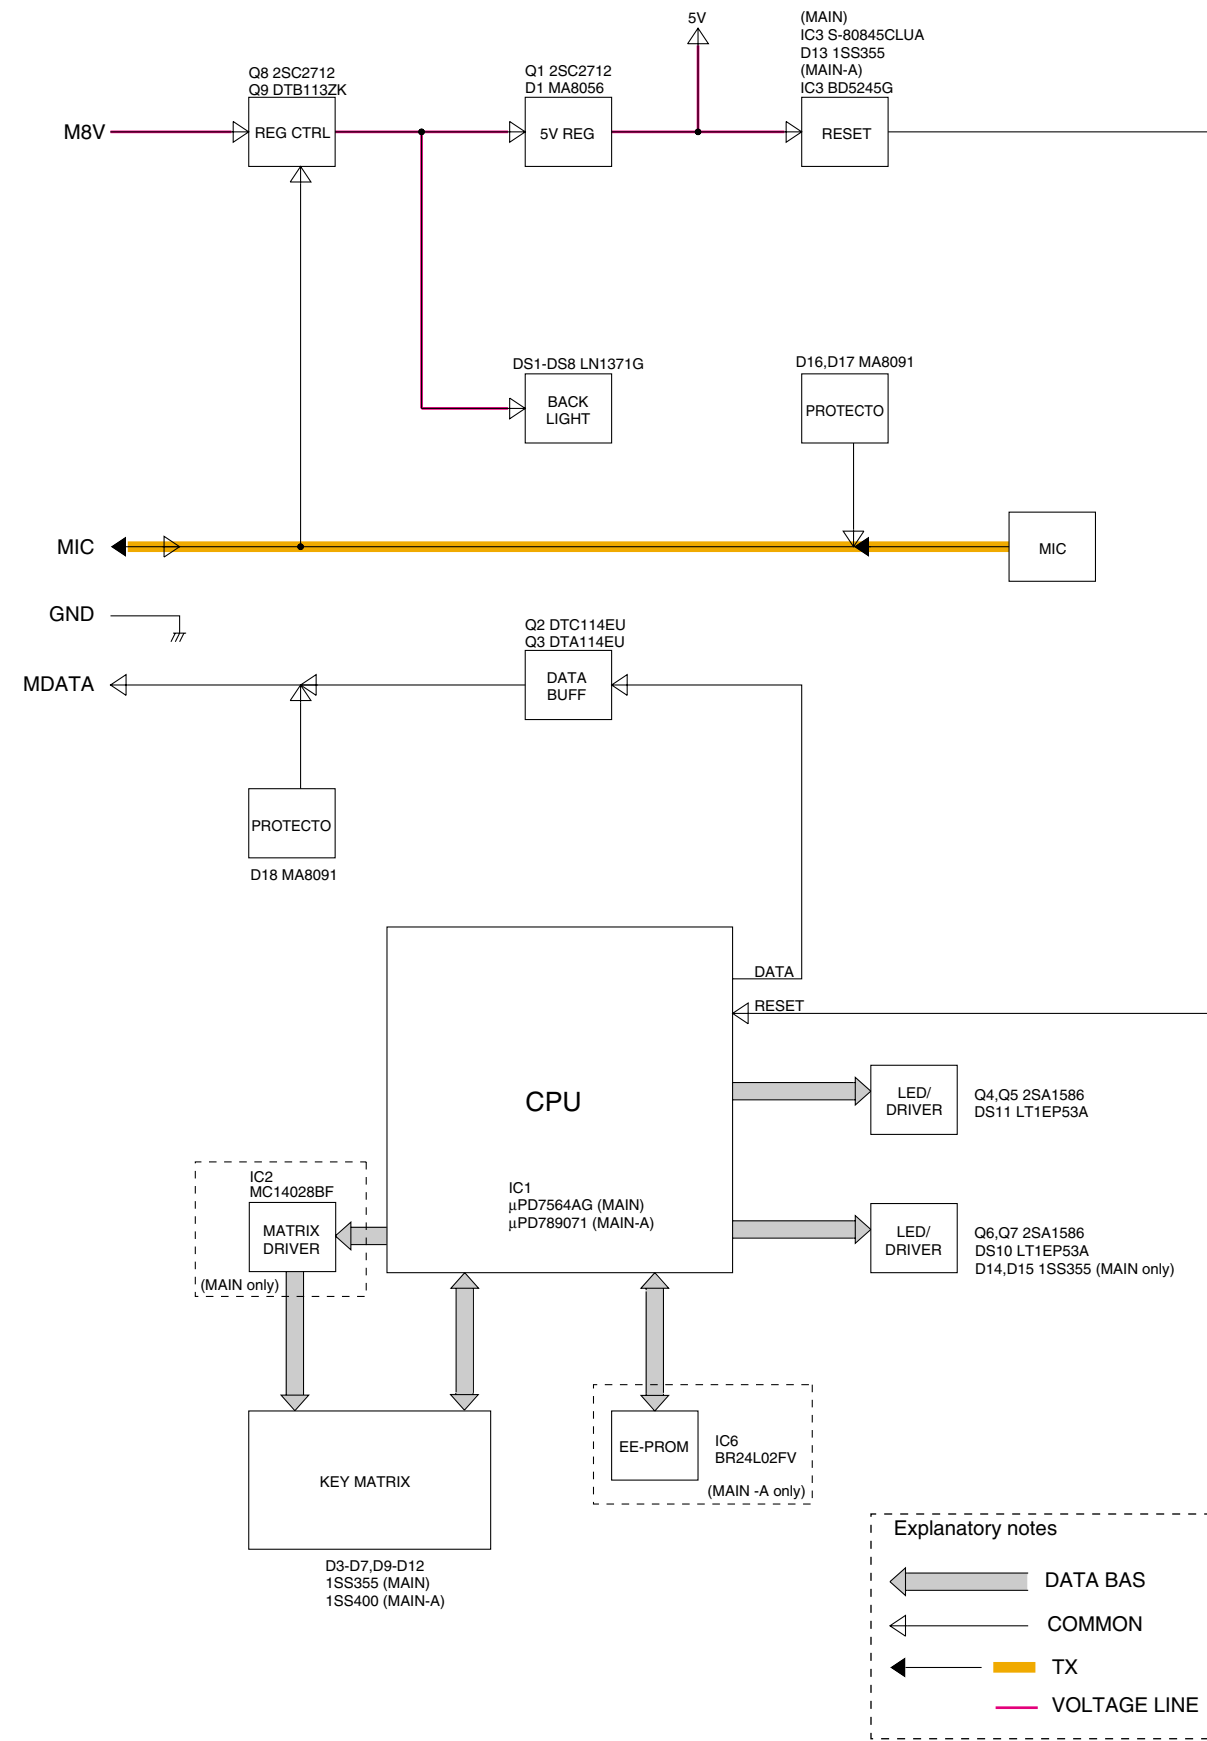 5V
(MAIN)
IC3 S-80845CLUA
D13 1SS355
(MAIN-A)
IC3 BD5245G
Q8 2SC2712
Q9 DTB113ZK
Q1 2SC2712
D1 MA8056
M8V
REG CTRL
5V REG
RESET
DS1-DS8 LN1371G
BACK
LIGHT
D16,D17 MA8091
PROTECTO
MIC
MIC
GND
Q2 DTC114EU
Q3 DTA114EU
MDATA
DATA
BUFF
PROTECTO
D18 MA8091
DATA
RESET
CPU
LED/
DRIVER
Q4,Q5 2SA1586
DS11 LT1EP53A
IC2
MC14028BF
MATRIX
DRIVER
(MAIN only)
IC1
µPD7564AG (MAIN)
µPD789071 (MAIN-A)
LED/
DRIVER
Q6,Q7 2SA1586
DS10 LT1EP53A
D14,D15 1SS355 (MAIN only)
KEY MATRIX
EE-PROM
IC6
BR24L02FV
(MAIN -A only)
D3-D7,D9-D12
1SS355 (MAIN)
1SS400 (MAIN-A)
Explanatory notes
DATA BAS
COMMON
TX
VOLTAGE LINE